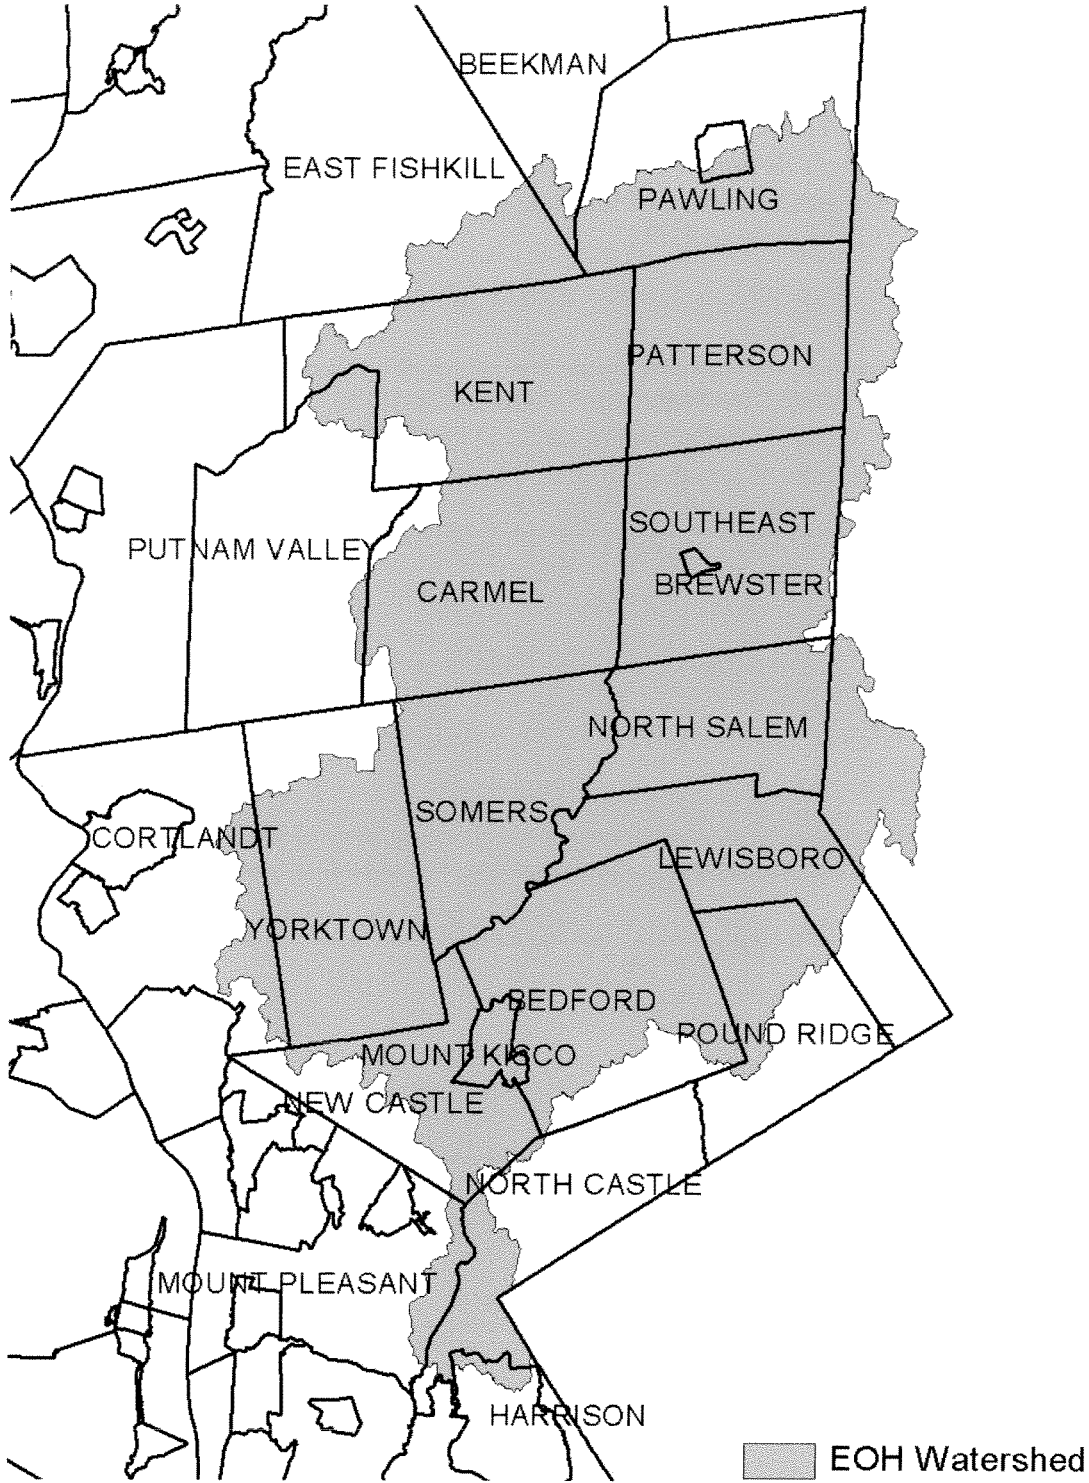 BEEKMAN
EAST FISHKILL
PAWLING
PATTERSON
KENT
SOUTHEAST
PUTNAM VALLEY
BREWSTER
CARMEL
NORTH SALEM
SOMERS
CORTLANDT
LEWISBORO
YORKTOWN
BEDFORD
POUND RIDGE
MOUNT KISCO
NEW CASTLE
NORTH CASTLE
MOUNT PLEASANT
HARRISON
EOH Watershed